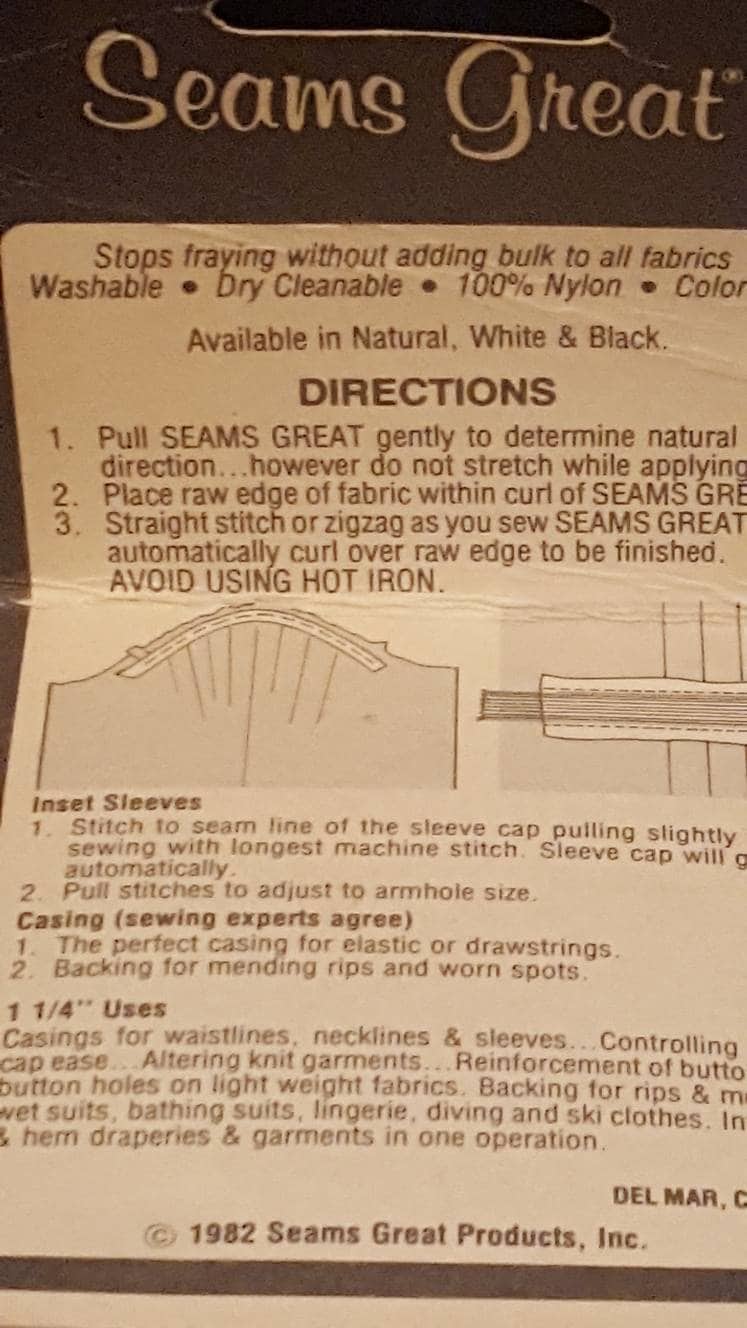 Seams Great®
Stops fraying without adding bulk to all fabrics
Washable • Dry Cleanable • 100% Nylon • Color
Available in Natural, White & Black.
DIRECTIONS
1. Pull SEAMS GREAT gently to determine natural
direction...however do not stretch while applying
2. Place raw edge of fabric within curl of SEAMS GRE
3. Straight stitch or zigzag as you sew SEAMS GREAT
automatically curl over raw edge to be finished.
AVOID USING HOT IRON.
Inset Sleeves
1. Stitch to seam line of the sleeve cap pulling slightly
sewing with longest machine stitch. Sleeve cap will g
automatically.
2. Pull stitches to adjust to armhole size.
Casing (sewing experts agree)
1. The perfect casing for elastic or drawstrings.
2. Backing for mending rips and worn spots.
1 1/4" Uses
Casings for waistlines, necklines & sleeves...Controlling
cap ease...Altering knit garments...Reinforcement of butto
button holes on light weight fabrics. Backing for rips & m
wet suits, bathing suits, lingerie, diving and ski clothes. In
& hem draperies & garments in one operation.
DEL MAR, C
© 1982 Seams Great Products, Inc.